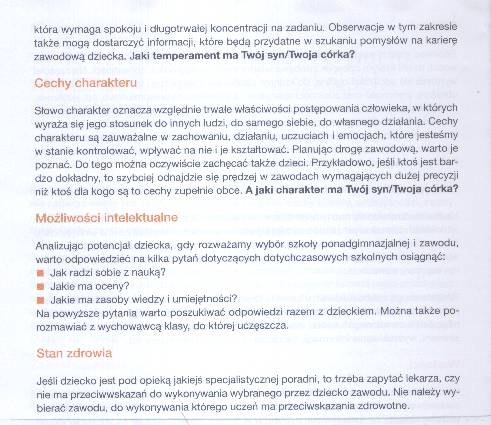 która wymaga spokoju i długotrwałej koncentracji na zadaniu. Obserwacje w tym zakresie
także mogą dostarczyć informacji, które będą przydatne w szukaniu pomysłów na karierę
zawodową dziecka. Jaki temperament ma Twój syn/Twoja córka?
Cechy charakteru
Słowo charakter oznacza względnie trwałe właściwości postępowania człowieka, w których
wyraża się jego stosunek do innych ludzi, do samego siebie, do własnego działania. Cechy
charakteru są zauważalne w zachowaniu, działaniu, uczuciach i emocjach, które jesteśmy
w stanie kontrolować, wpływać na nie i je kształtować. Planując drogę zawodową, warto je
poznać. Do tego można oczywiście zachęcać także dzieci. Przykładowo, jeśli ktoś jest bar-
dzo dokładny, to szybciej odnajdzie się prędzej w zawodach wymagających dużej precyzji
niż ktoś dla kogo są to cechy zupełnie obce. A jaki charakter ma Twój syn/Twoja córka?
Możliwości intelektualne
Analizując potencjał dziecka, gdy rozważamy wybór szkoły ponadgimnazjalnej i zawodu,
warto odpowiedzieć na kilka pytań dotyczących dotychczasowych szkolnych osiągnąć:
■ Jak radzi sobie z nauką?
■ Jakie ma oceny?
■ Jakie ma zasoby wiedzy i umiejętności?
Na powyższe pytania warto poszukiwać odpowiedzi razem z dzieckiem. Można także po-
rozmawiać z wychowawcą klasy, do której uczęszcza.
Stan zdrowia
Jeśli dziecko jest pod opieką jakiejś specjalistycznej poradni, to trzeba zapytać lekarza, czy
nie ma przeciwwskazań do wykonywania wybranego przez dziecko zawodu. Nie należy wy-
bierać zawodu, do wykonywania którego uczeń ma przeciwskazania zdrowotne.